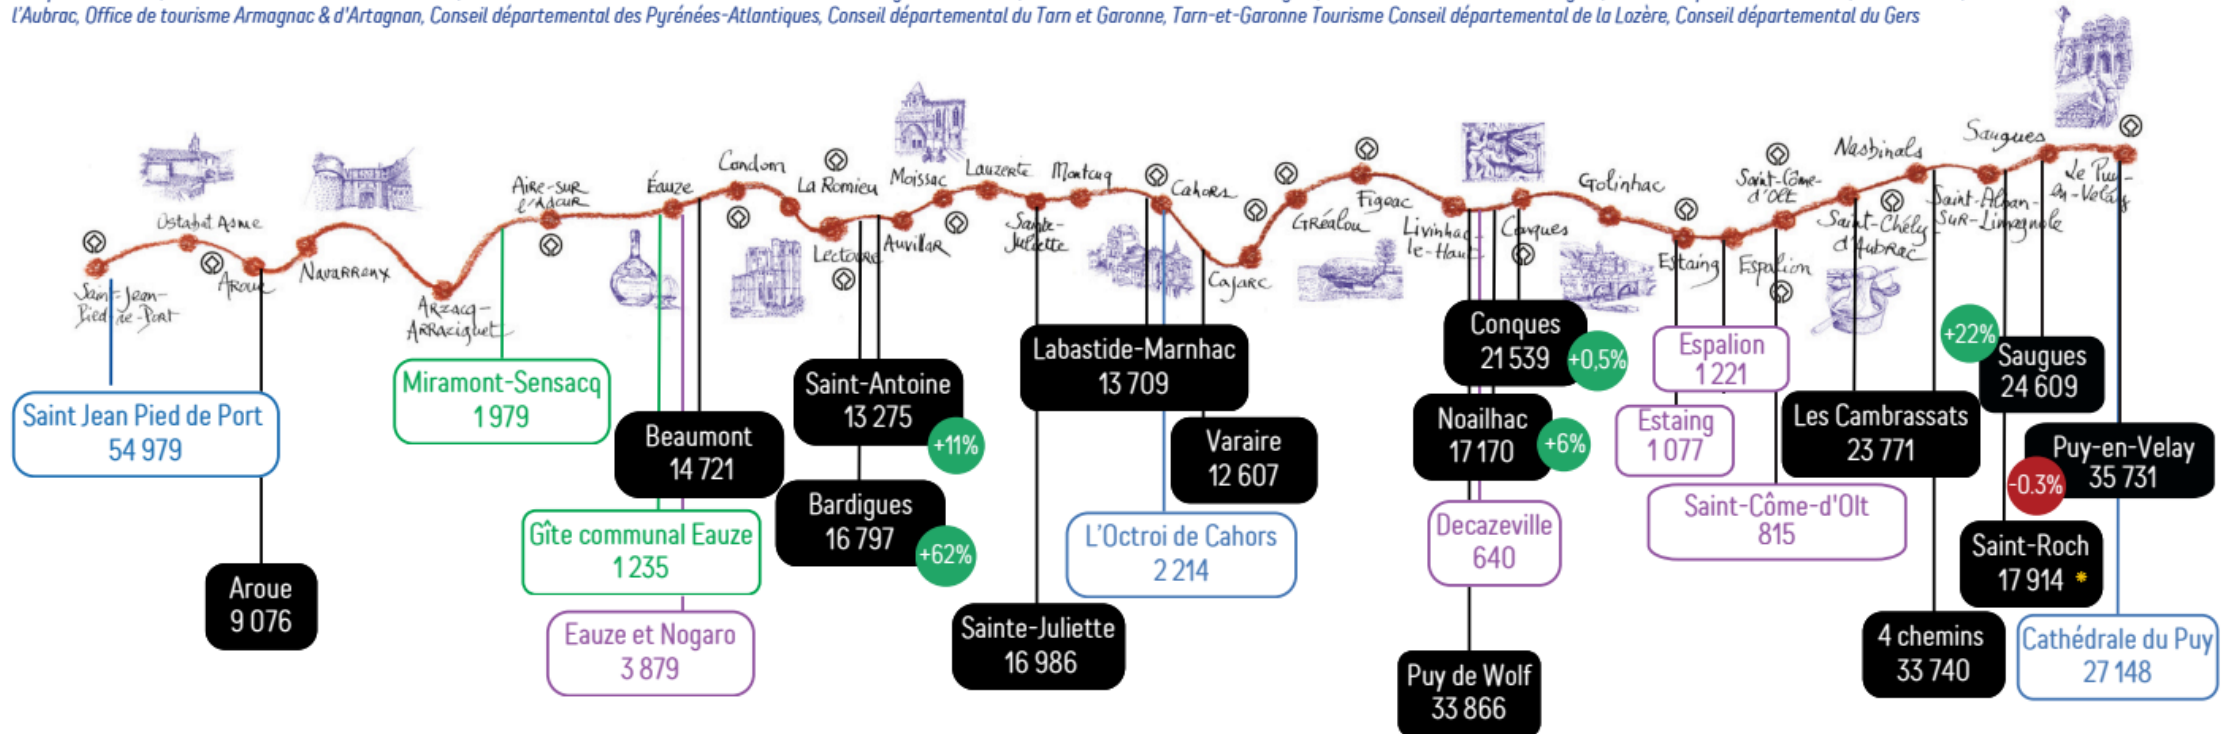 l'Aubrac, Office de tourisme Armagnac & d'Artagnan, Conseil départemental des Pyrénées-Atlantiques, Conseil départemental du Tarn et Garonne, Tarn-et-Garonne Tourisme Conseil départemental de la Lozère, Conseil départemental du Gers
Saint-Jean-
Pied-de-Port
Ostabat Asme
Aroue
Navarrenx
Arzacq-
Arraziguet
Aire-sur
l'Adour
Éauze
Condom
La Romieu
Lectoure
Auvillar
Moissac
Lauzerte
Sainte-
Juliette
Montcuq
Cahors
Cajarc
Gréalou
Figeac
Livinhac-
le-Haut
Conques
Golinhac
Estaing
Espalion
Saint-Côme-
d'Olt
Saint-Chély
d'Aubrac
Nasbinals
Saint-Alban-
sur-Limagnole
Saugues
Le Puy-
en-Velay
Saint Jean Pied de Port
54 979
Aroue
9 076
Miramont-Sensacq
1 979
Beaumont
14 721
Gîte communal Eauze
1 235
Eauze et Nogaro
3 879
Saint-Antoine
13 275
+11%
Bardigues
16 797
+62%
Labastide-Marnhac
13 709
Sainte-Juliette
16 986
Varaire
12 607
L'Octroi de Cahors
2 214
Conques
21 539
+0,5%
Noailhac
17 170
+6%
Decazeville
640
Puy de Wolf
33 866
Espalion
1 221
Estaing
1 077
Saint-Côme-d'Olt
815
Les Cambrassats
23 771
+22%
Saugues
24 609
Puy-en-Velay
35 731
-0.3%
Saint-Roch
17 914 *
4 chemins
33 740
Cathédrale du Puy
27 148